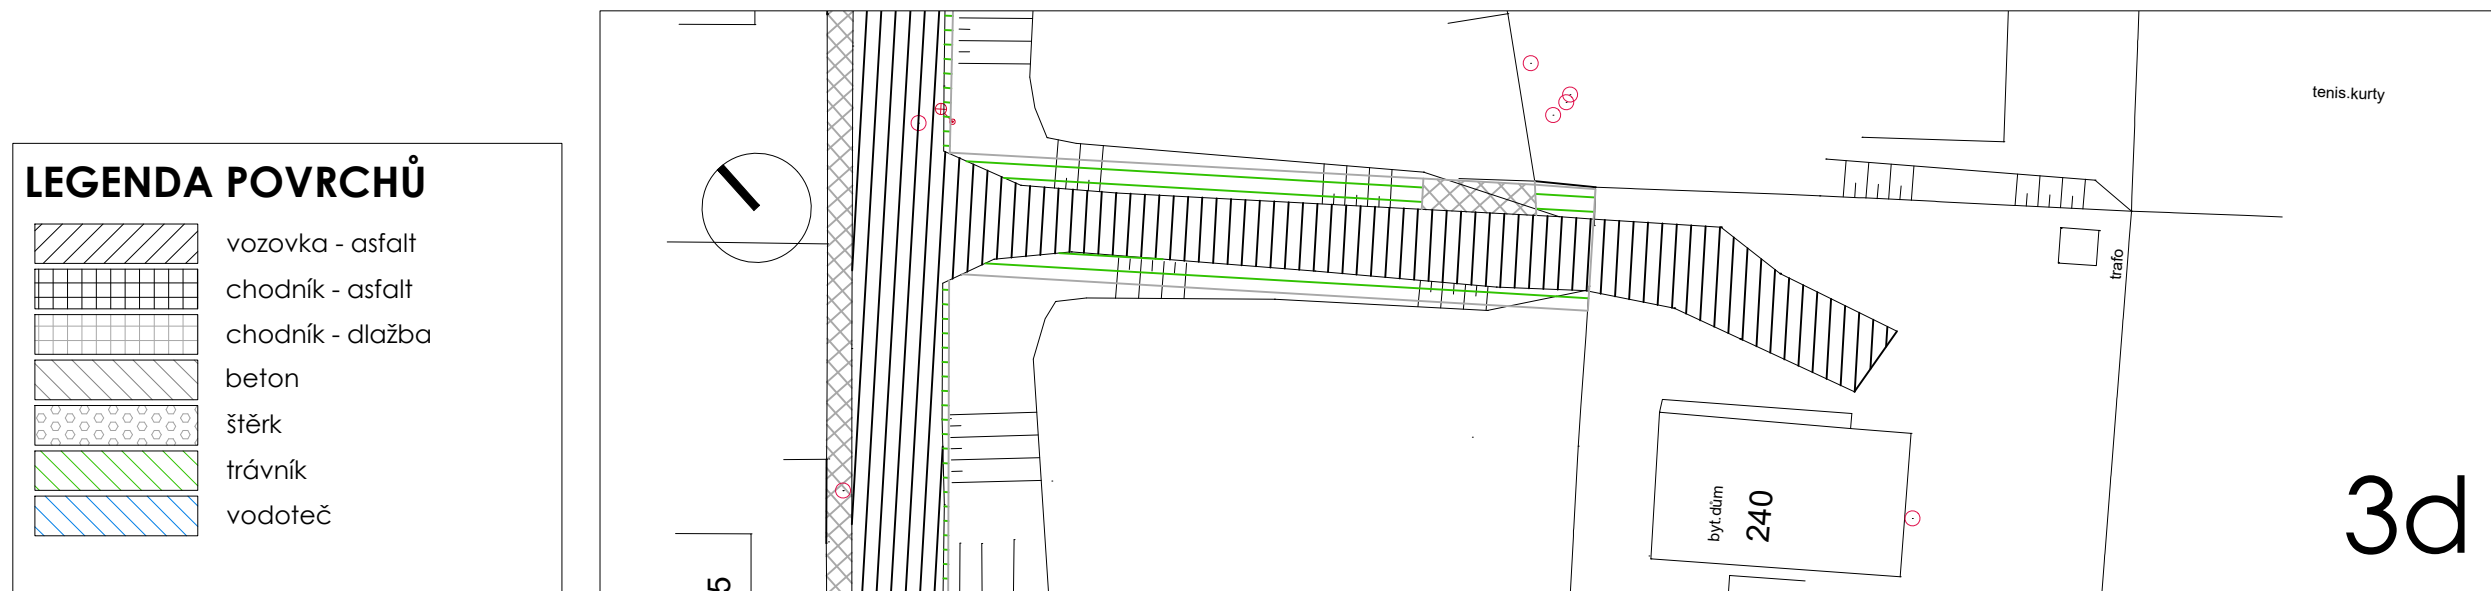 LEGENDA POVRCHŮ
vozovka - asfalt
chodník - asfalt
chodník - dlažba
beton
štěrk
trávník
vodoteč
tenis.kurty
trafo
byt.dům
240
3d
5